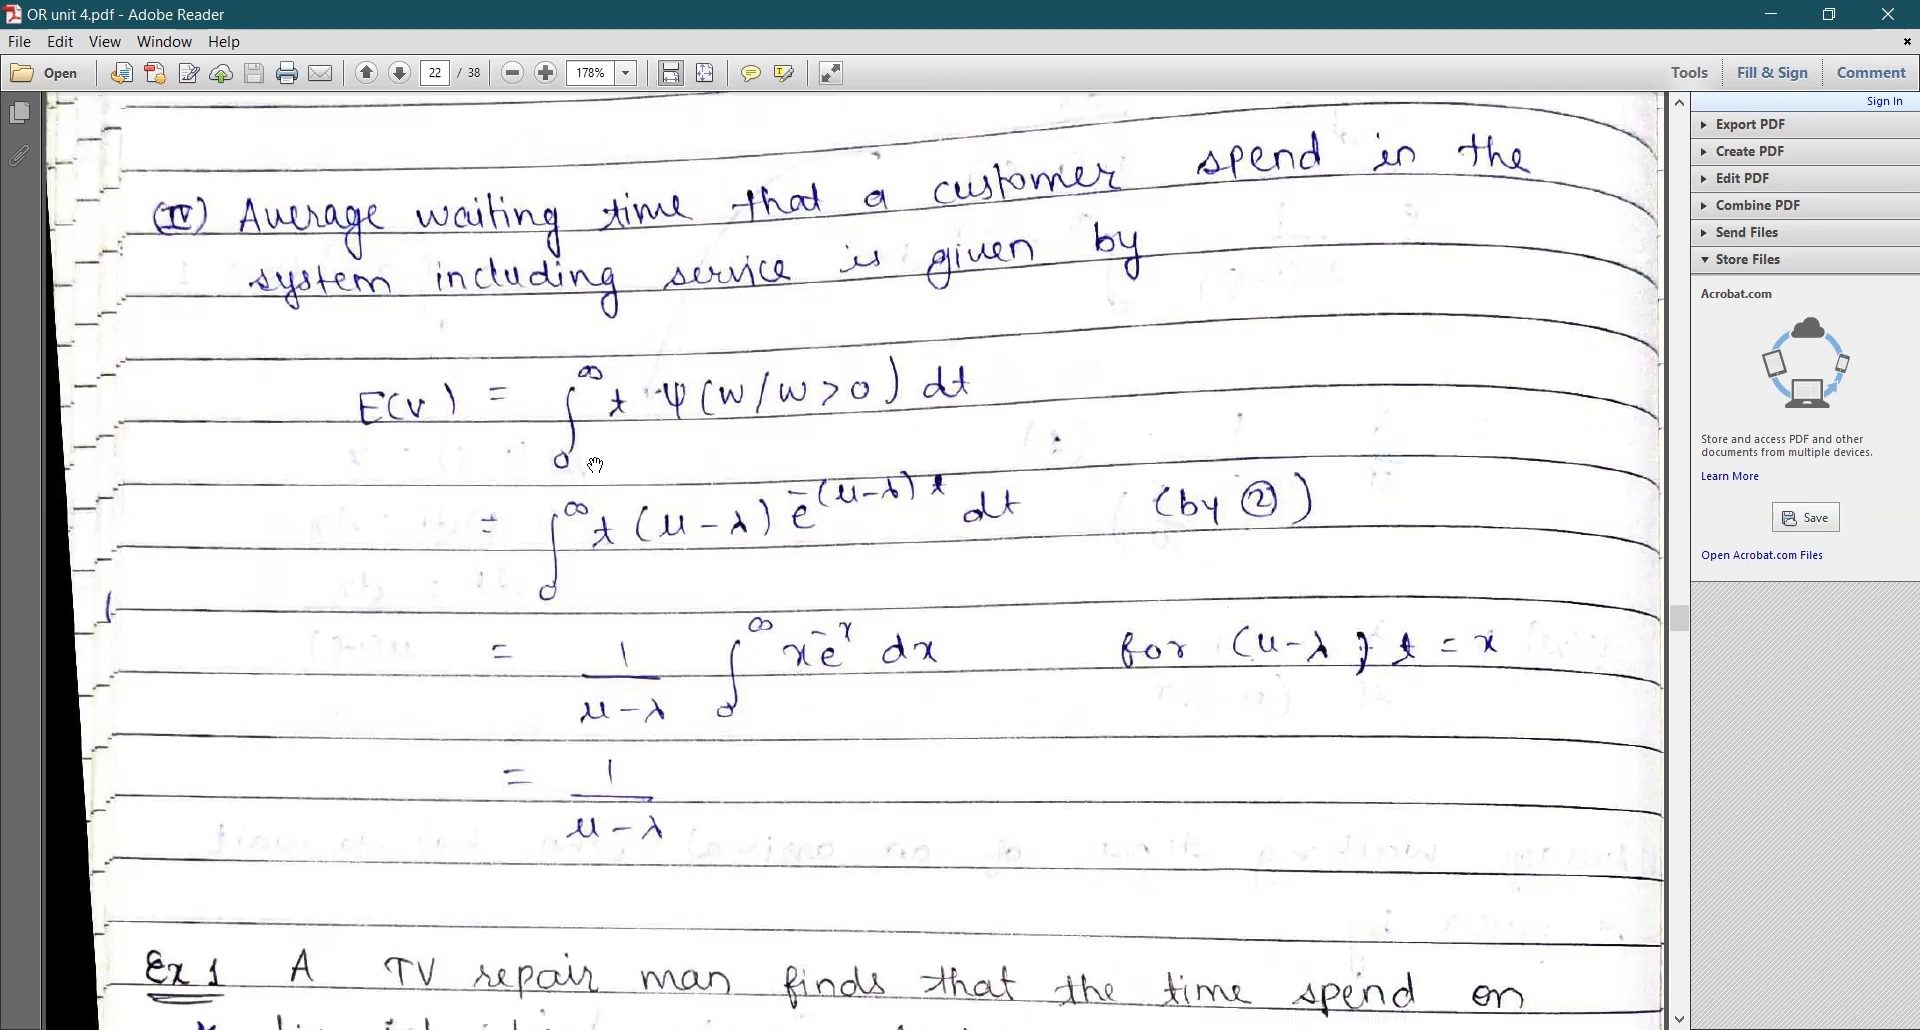 OR unit 4.pdf - Adobe Reader
File Edit View Window Help
Open 22 / 38 178% Tools Fill & Sign Comment
Sign In
Export PDF
Create PDF
Edit PDF
Combine PDF
Send Files
Store Files
Acrobat.com
Store and access PDF and other
documents from multiple devices.
Learn More
Save
Open Acrobat.com Files
(IV) Average waiting time that a customer spend in the
system including service is given by
E(v) = ∫₀^∞ t ψ(w/w>0) dt
= ∫₀^∞ t (μ-λ) e^-(μ-λ)t dt (by ②)
= 1/(μ-λ) ∫₀^∞ x e^-x dx for (μ-λ) t = x
= 1/(μ-λ)
Ex 1 A TV repair man finds that the time spend on